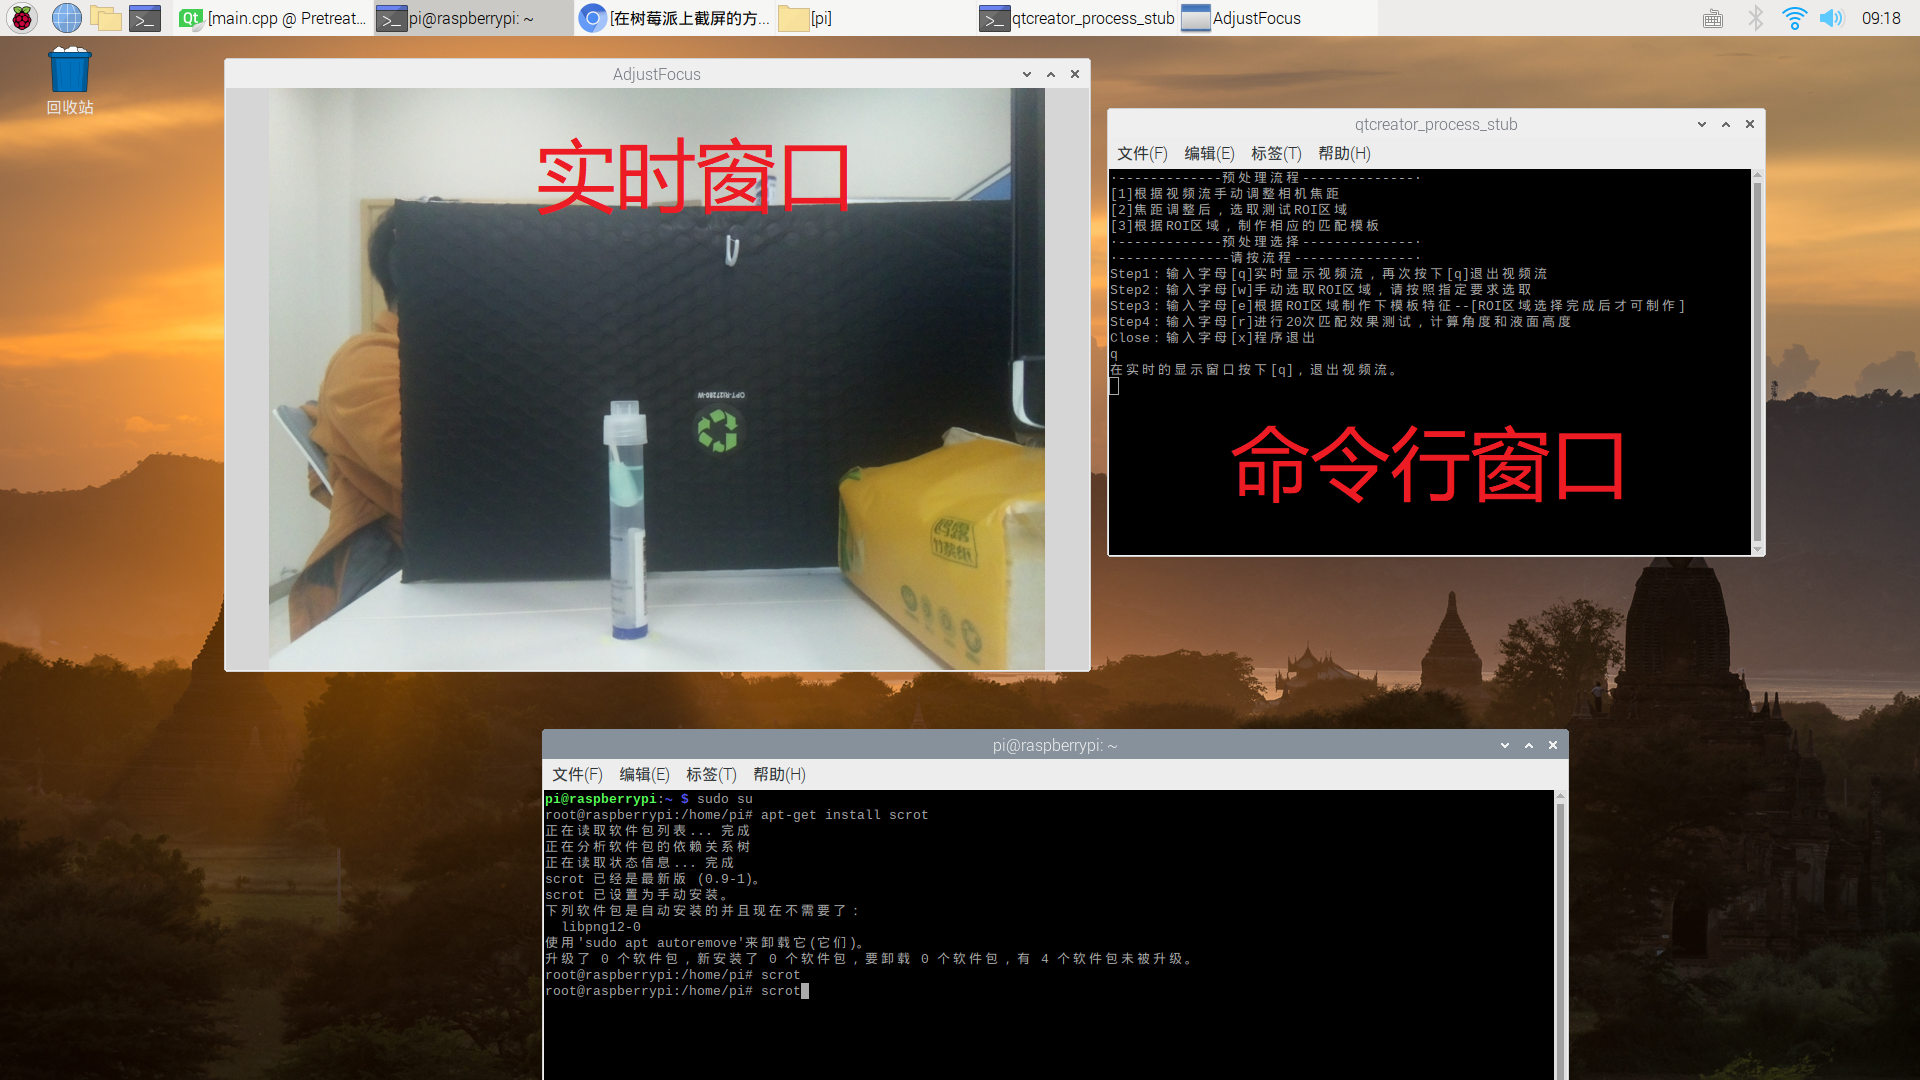 [main.cpp @ Pretreat...
pi@raspberrypi: ~
[在树莓派上截屏的方...
[pi]
qtcreator_process_stub
AdjustFocus
09:18
回收站
AdjustFocus
实时窗口
OPT-RI27280-W
qtcreator_process_stub
文件(F) 编辑(E) 标签(T) 帮助(H)
·-------------预处理流程--------------·
[1]根据视频流手动调整相机焦距
[2]焦距调整后，选取测试ROI区域
[3]根据ROI区域，制作相应的匹配模板
·-------------预处理选择--------------·
·--------------请按流程---------------·
Step1：输入字母[q]实时显示视频流，再次按下[q]退出视频流
Step2：输入字母[w]手动选取ROI区域，请按照指定要求选取
Step3：输入字母[e]根据ROI区域制作下模板特征--[ROI区域选择完成后才可制作]
Step4：输入字母[r]进行20次匹配效果测试，计算角度和液面高度
Close：输入字母[x]程序退出
q
在实时的显示窗口按下[q]，退出视频流。
命令行窗口
pi@raspberrypi: ~
文件(F) 编辑(E) 标签(T) 帮助(H)
pi@raspberrypi:~ $ sudo su
root@raspberrypi:/home/pi# apt-get install scrot
正在读取软件包列表... 完成
正在分析软件包的依赖关系树
正在读取状态信息... 完成
scrot 已经是最新版 (0.9-1)。
scrot 已设置为手动安装。
下列软件包是自动安装的并且现在不需要了：
libpng12-0
使用'sudo apt autoremove'来卸载它(它们)。
升级了 0 个软件包，新安装了 0 个软件包，要卸载 0 个软件包，有 4 个软件包未被升级。
root@raspberrypi:/home/pi# scrot
root@raspberrypi:/home/pi# scrot